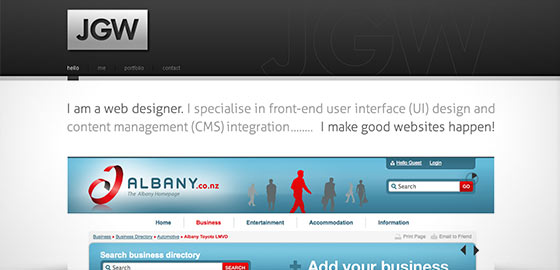 JGW
JGW
hello me portfolio contact
I am a web designer. I specialise in front-end user interface (UI) design and
content management (CMS) integration........ I make good websites happen!
Hello Guest Login
ALBANY.co.nz
The Albany Homepage
Search GO
Home Business Entertainment Accommodation Information
Business ▸ Business Directory ▸ Automotive ▸ Albany Toyota LMVD Print Page Email to Friend
Search business directory
+ Add your business
Search SEARCH